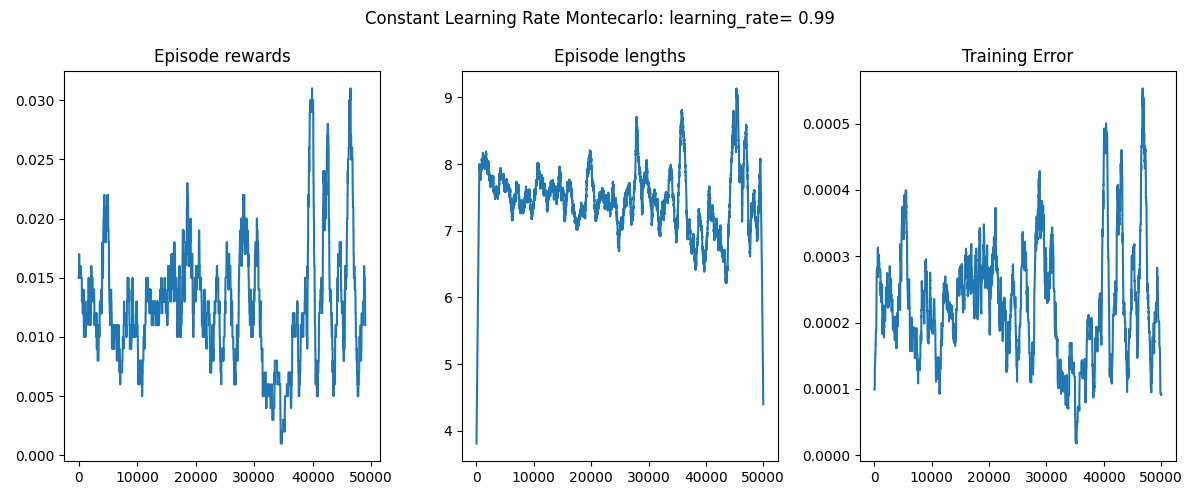 Constant Learning Rate Montecarlo: learning_rate= 0.99
Episode rewards
0.030
0.025
0.020
0.015
0.010
0.005
0.000
0 10000 20000 30000 40000 50000
Episode lengths
9
8
7
6
5
4
0 10000 20000 30000 40000 50000
Training Error
0.0005
0.0004
0.0003
0.0002
0.0001
0.0000
0 10000 20000 30000 40000 50000